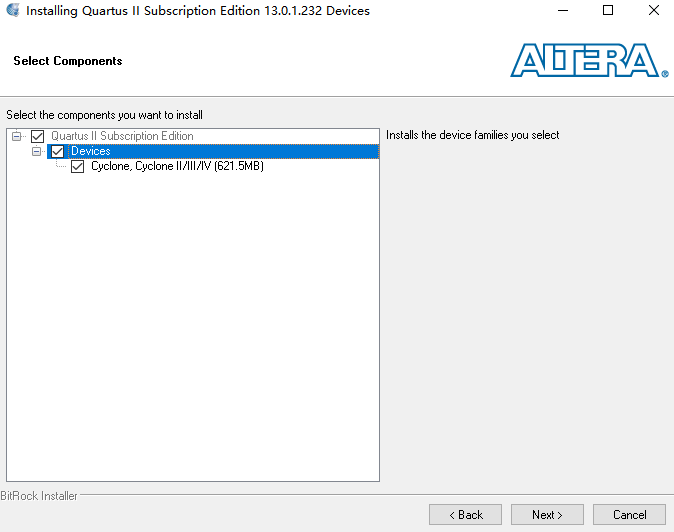 Installing Quartus II Subscription Edition 13.0.1.232 Devices
Select Components
ALTERA®
Select the components you want to install
Quartus II Subscription Edition
Devices
Cyclone, Cyclone II/III/IV (621.5MB)
Installs the device families you select
BitRock Installer
< Back
Next >
Cancel